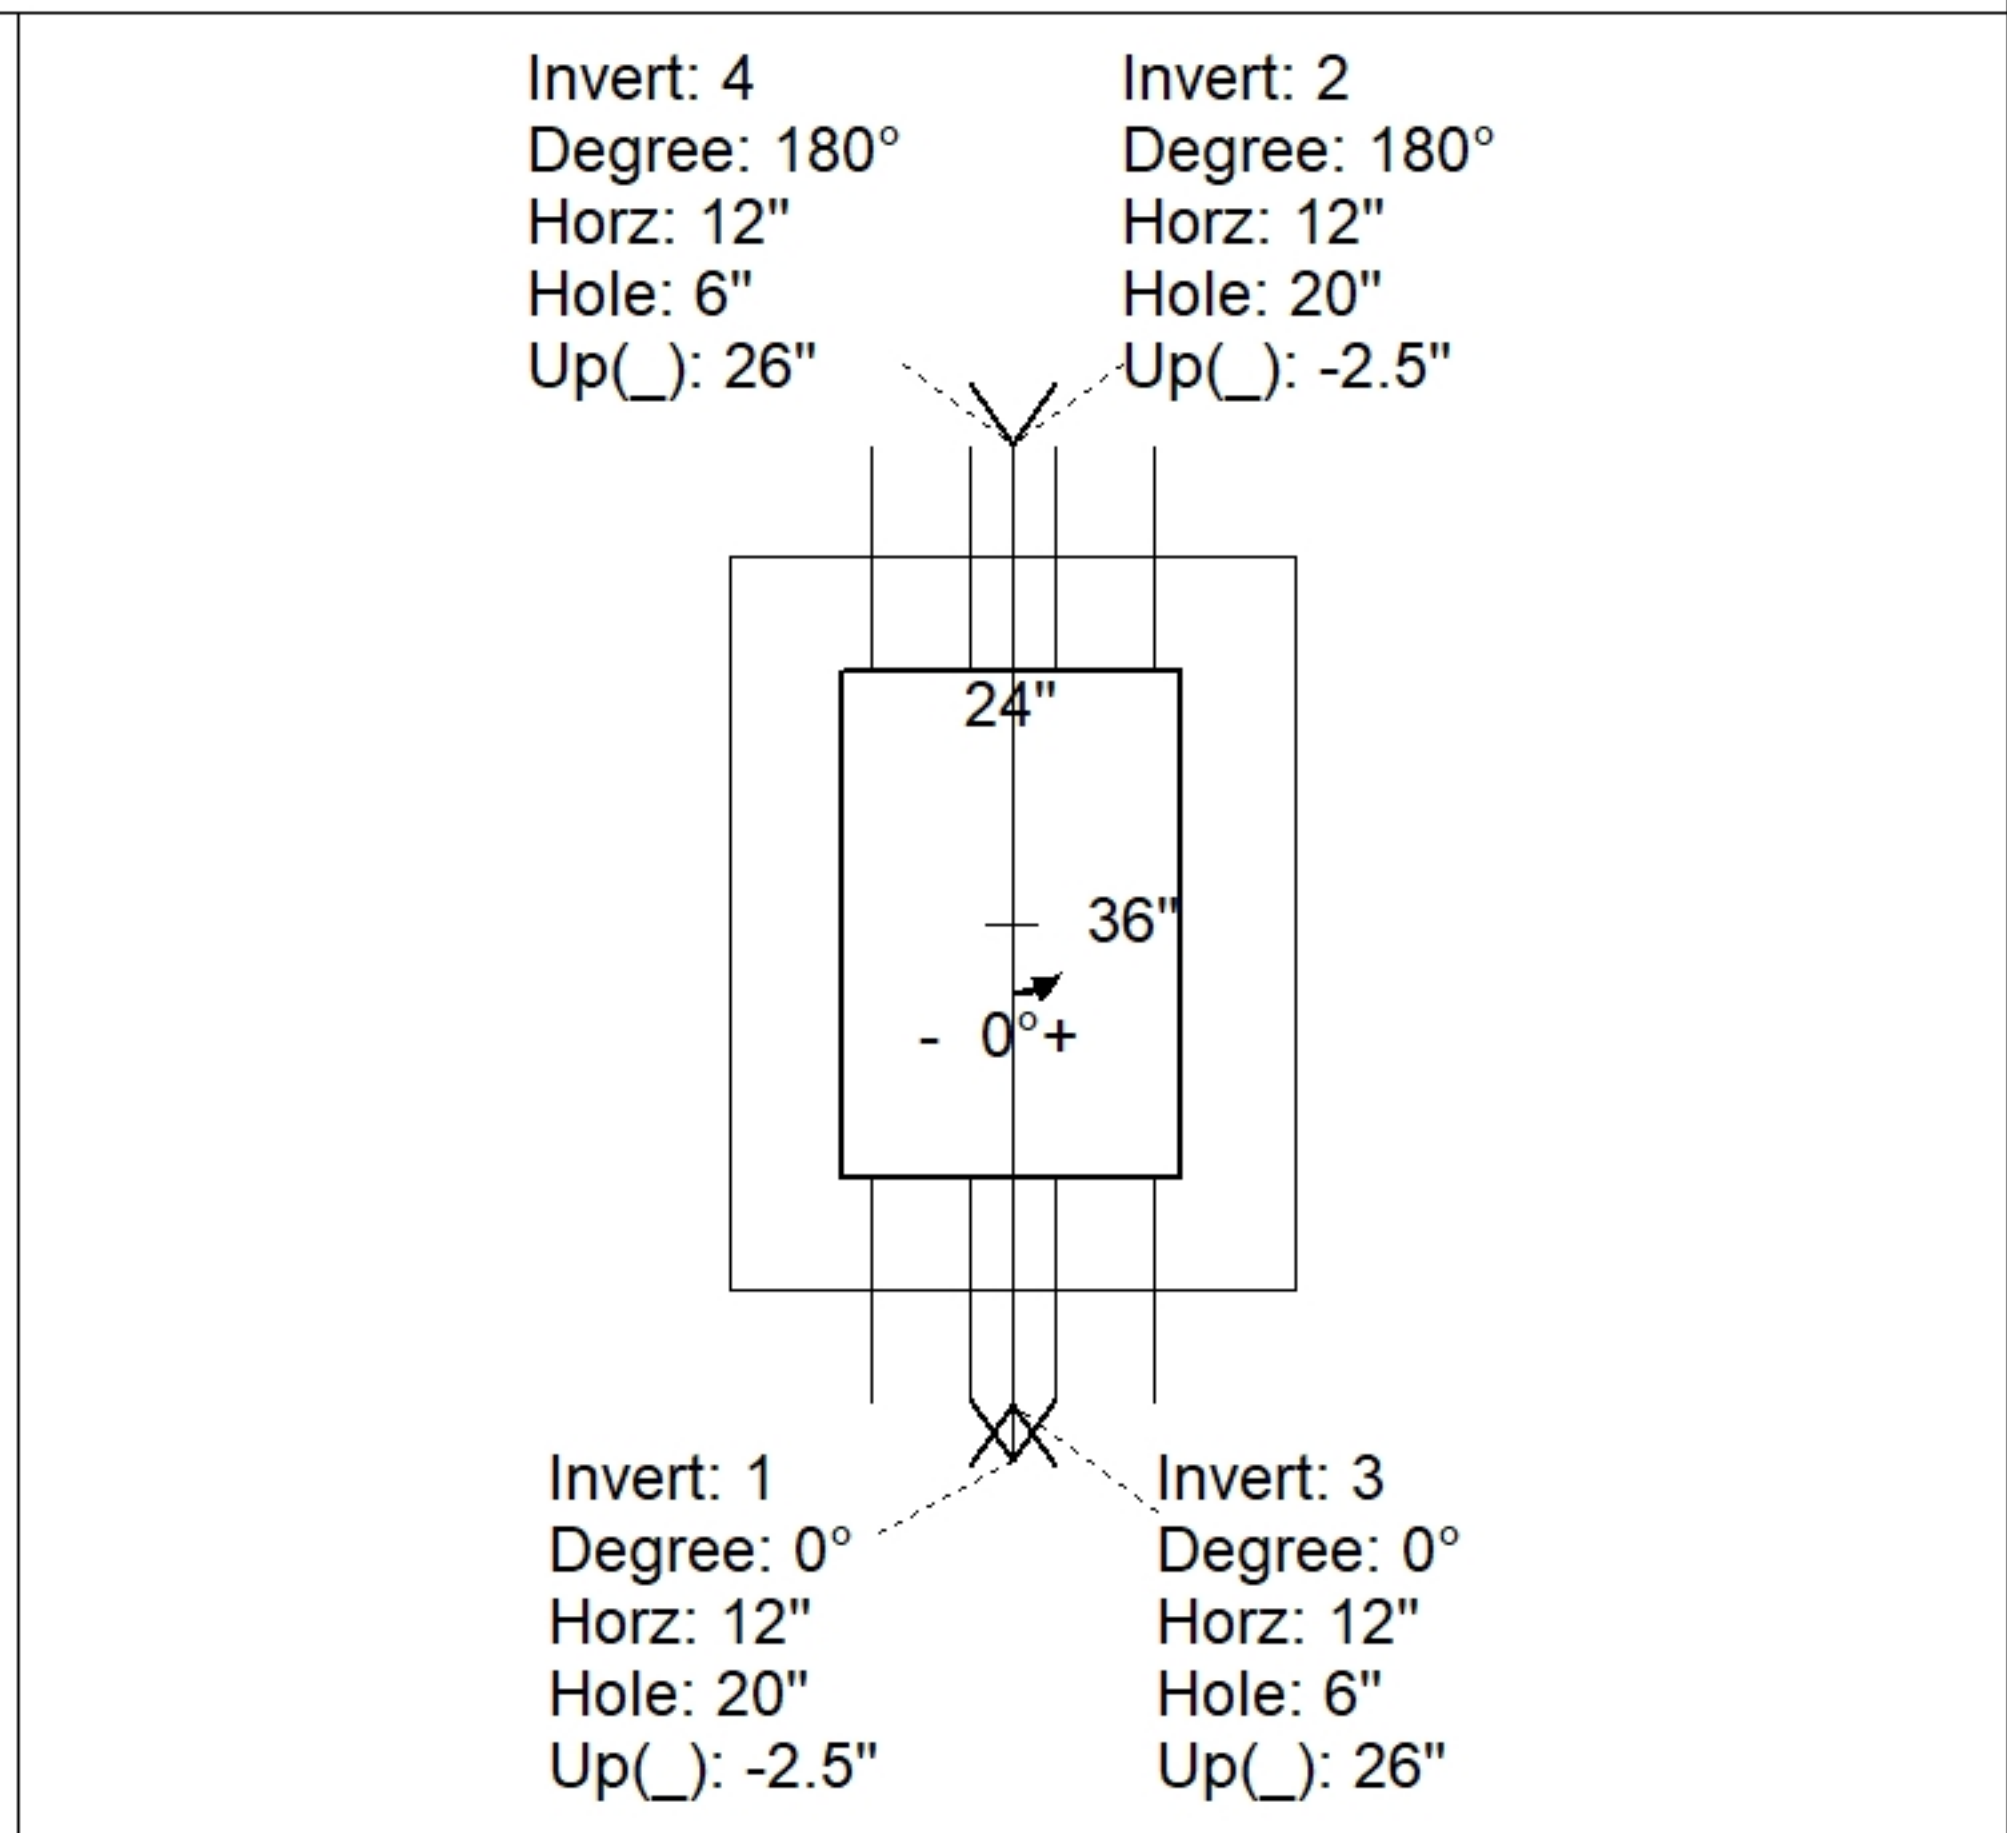 Invert: 4
Degree: 180°
Horz: 12"
Hole: 6"
Up(_): 26"
Invert: 2
Degree: 180°
Horz: 12"
Hole: 20"
Up(_): -2.5"
24"
36"
- 0°+
Invert: 1
Degree: 0°
Horz: 12"
Hole: 20"
Up(_): -2.5"
Invert: 3
Degree: 0°
Horz: 12"
Hole: 6"
Up(_): 26"